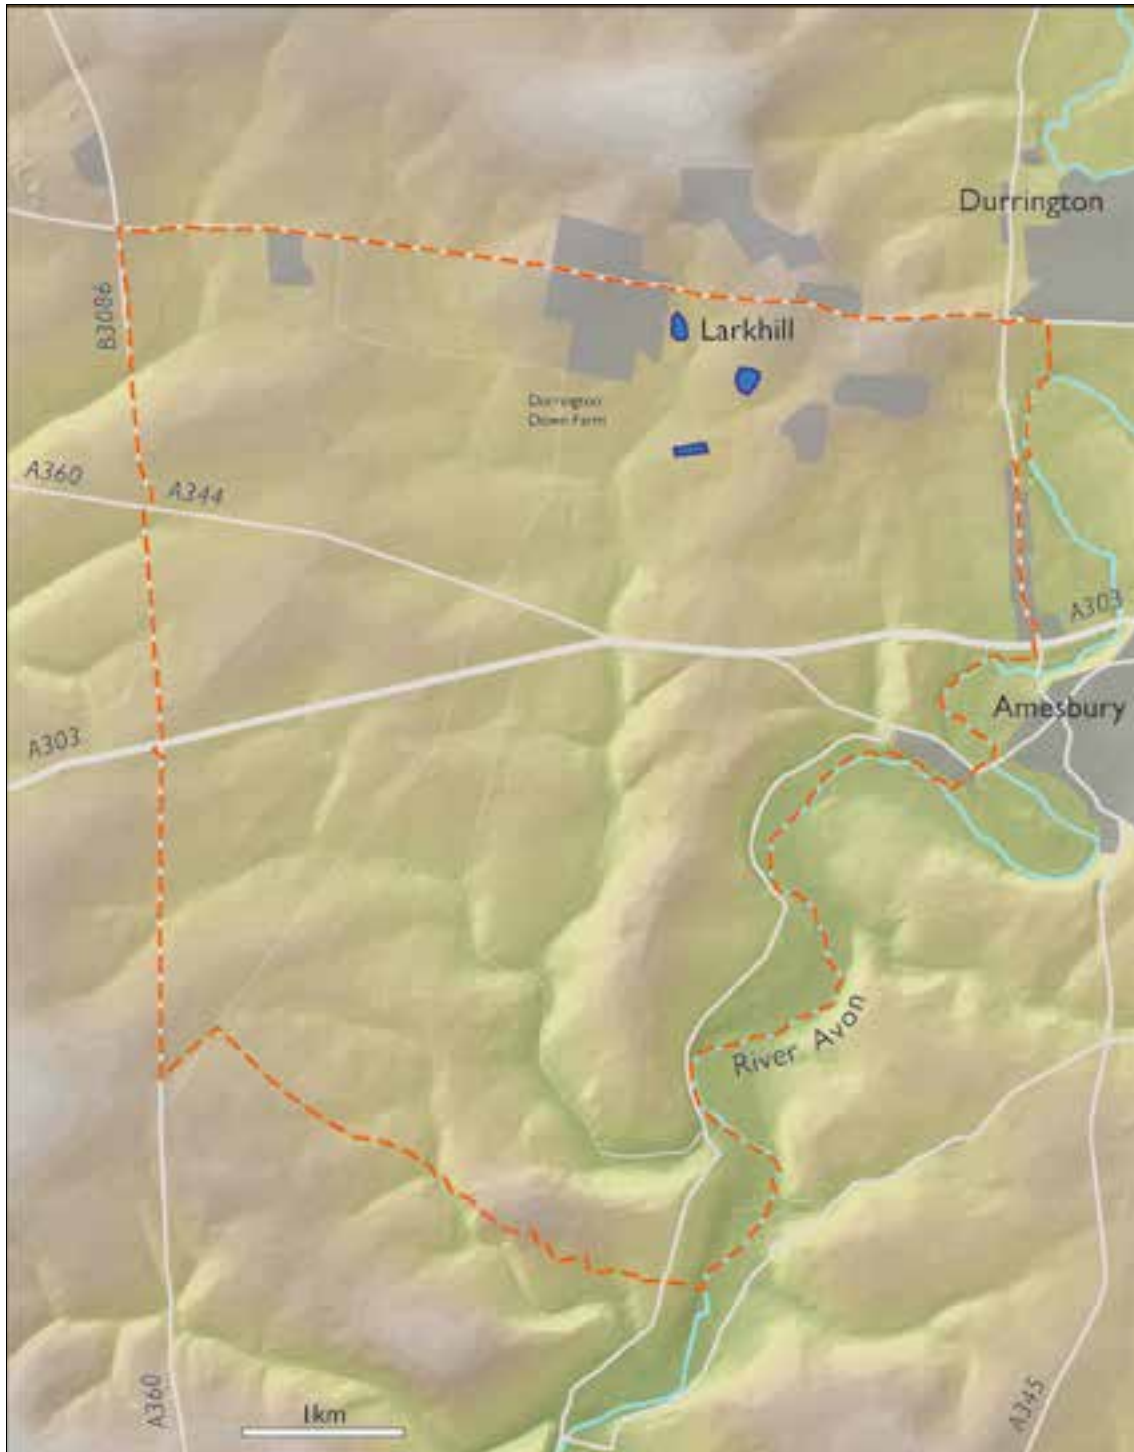 Durrington
B3086
Larkhill
Durrington
Down Farm
A360
A344
A303
A303
Amesbury
River Avon
1km
A360
A345